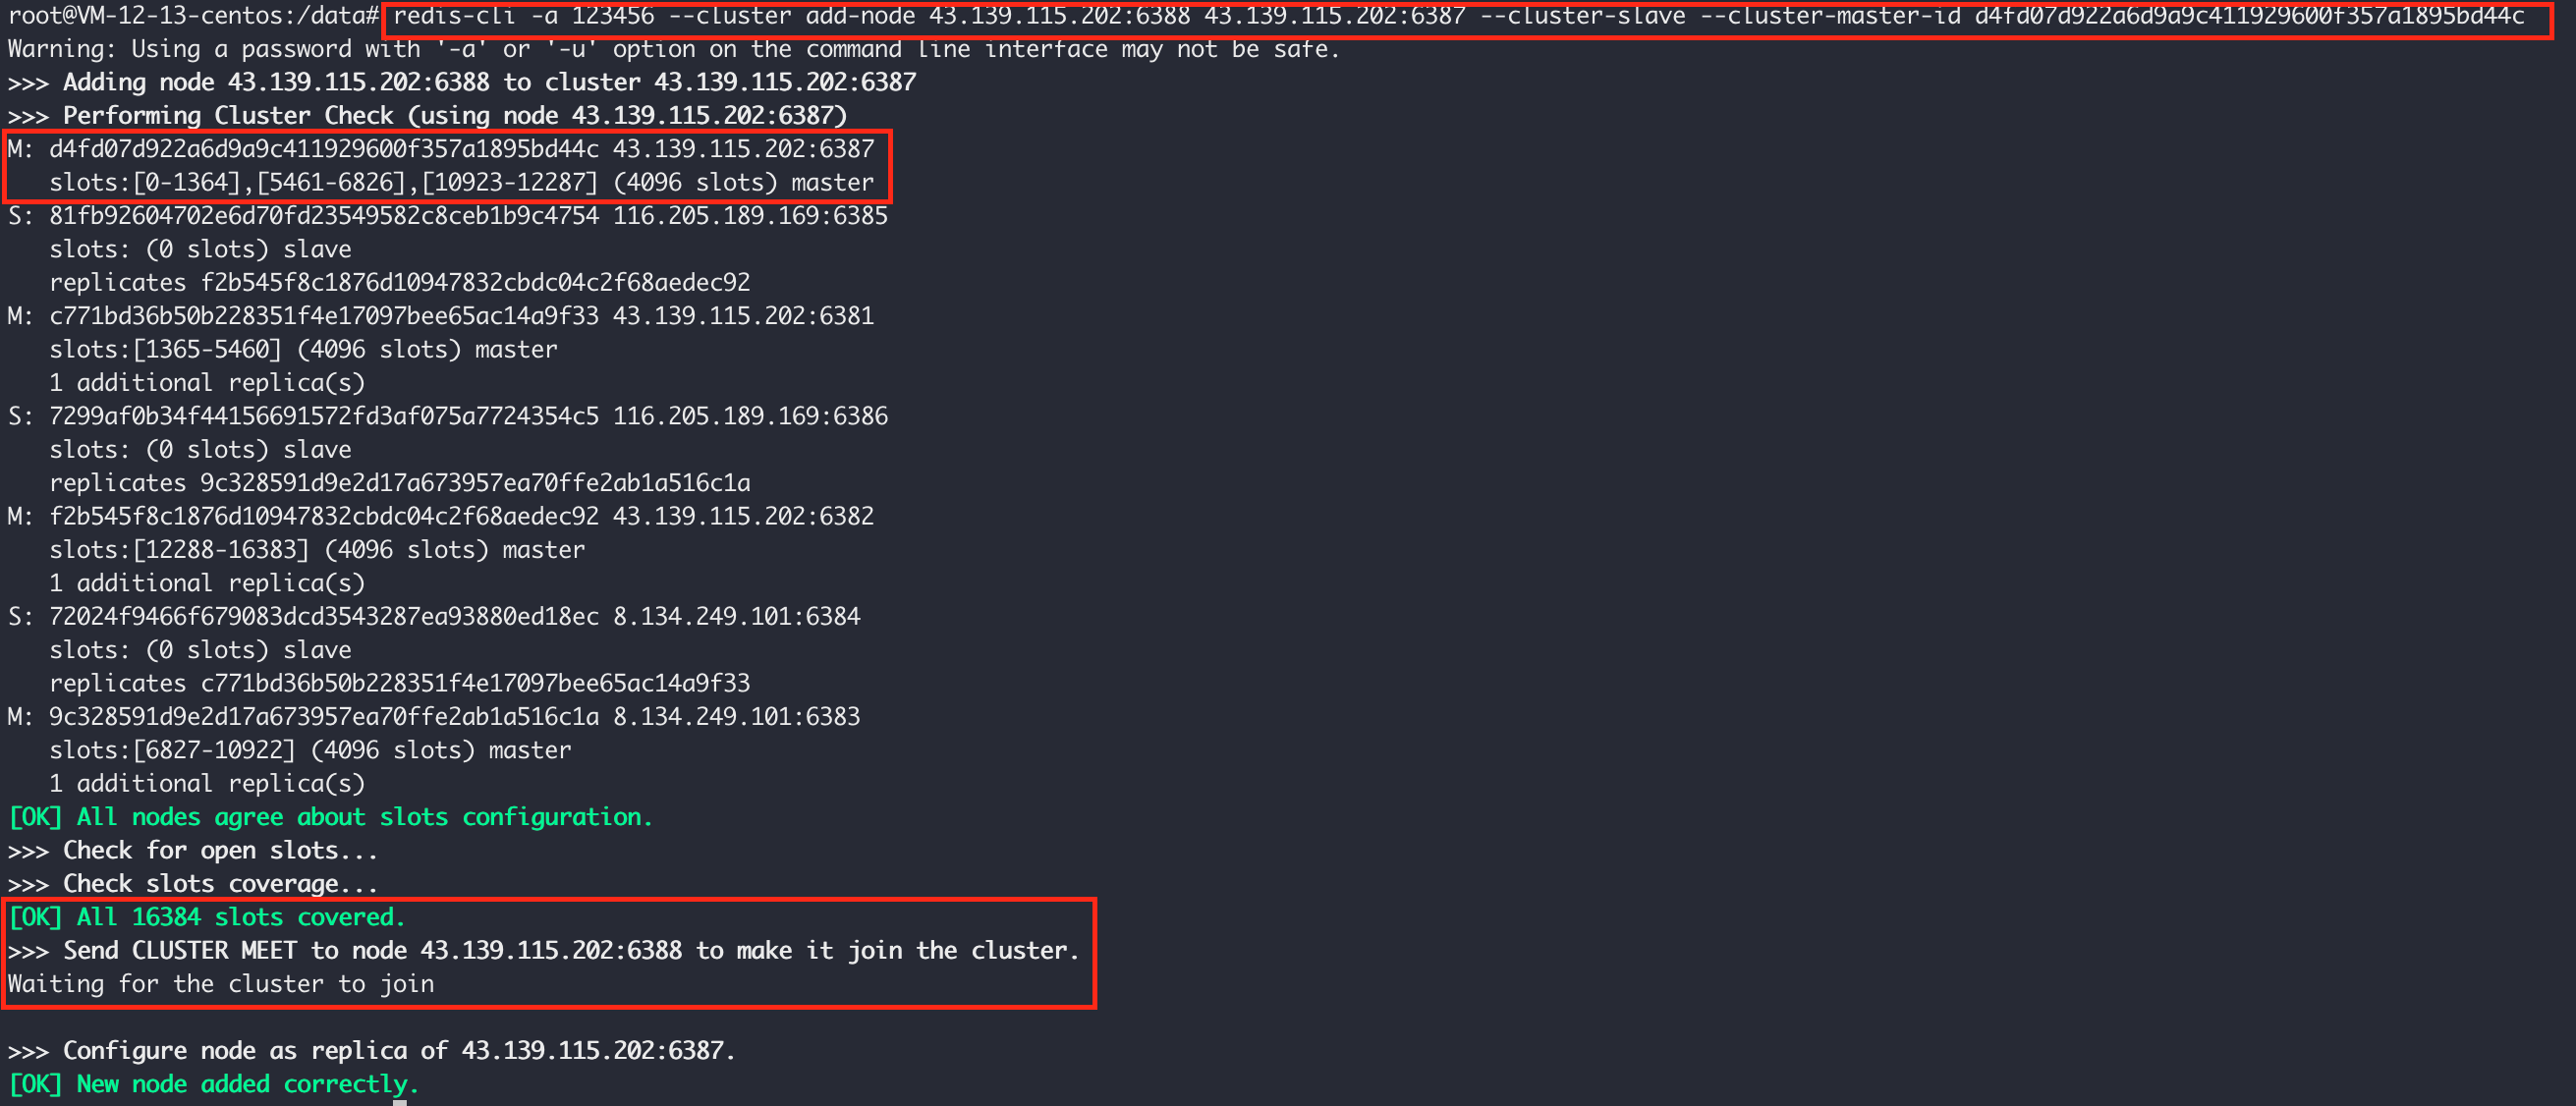 root@VM-12-13-centos:/data# redis-cli -a 123456 --cluster add-node 43.139.115.202:6388 43.139.115.202:6387 --cluster-slave --cluster-master-id d4fd07d922a6d9a9c411929600f357a1895bd44c
Warning: Using a password with '-a' or '-u' option on the command line interface may not be safe.
>>> Adding node 43.139.115.202:6388 to cluster 43.139.115.202:6387
>>> Performing Cluster Check (using node 43.139.115.202:6387)
M: d4fd07d922a6d9a9c411929600f357a1895bd44c 43.139.115.202:6387
   slots:[0-1364],[5461-6826],[10923-12287] (4096 slots) master
S: 81fb92604702e6d70fd23549582c8ceb1b9c4754 116.205.189.169:6385
   slots: (0 slots) slave
   replicates f2b545f8c1876d10947832cbdc04c2f68aedec92
M: c771bd36b50b228351f4e17097bee65ac14a9f33 43.139.115.202:6381
   slots:[1365-5460] (4096 slots) master
   1 additional replica(s)
S: 7299af0b34f44156691572fd3af075a7724354c5 116.205.189.169:6386
   slots: (0 slots) slave
   replicates 9c328591d9e2d17a673957ea70ffe2ab1a516c1a
M: f2b545f8c1876d10947832cbdc04c2f68aedec92 43.139.115.202:6382
   slots:[12288-16383] (4096 slots) master
   1 additional replica(s)
S: 72024f9466f679083dcd3543287ea93880ed18ec 8.134.249.101:6384
   slots: (0 slots) slave
   replicates c771bd36b50b228351f4e17097bee65ac14a9f33
M: 9c328591d9e2d17a673957ea70ffe2ab1a516c1a 8.134.249.101:6383
   slots:[6827-10922] (4096 slots) master
   1 additional replica(s)
[OK] All nodes agree about slots configuration.
>>> Check for open slots...
>>> Check slots coverage...
[OK] All 16384 slots covered.
>>> Send CLUSTER MEET to node 43.139.115.202:6388 to make it join the cluster.
Waiting for the cluster to join
>>> Configure node as replica of 43.139.115.202:6387.
[OK] New node added correctly.